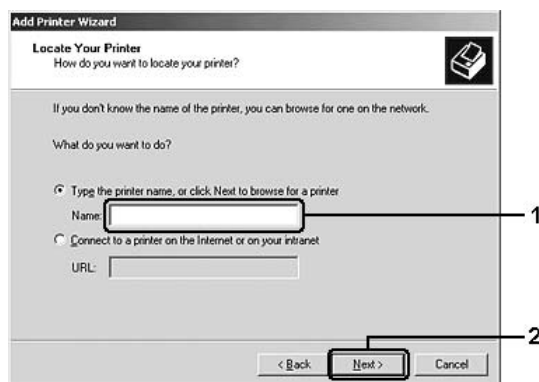 Add Printer Wizard
Locate Your Printer
How do you want to locate your printer?
If you don't know the name of the printer, you can browse for one on the network.
What do you want to do?
Type the printer name, or click Next to browse for a printer
Name:
1
Connect to a printer on the Internet or on your intranet
URL:
2
< Back Next > Cancel